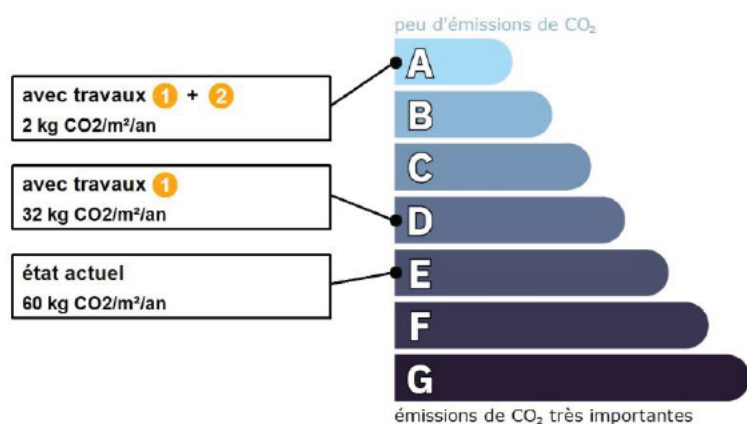 peu d'émissions de CO₂
A
avec travaux 1 + 2
2 kg CO2/m²/an
B
C
avec travaux 1
32 kg CO2/m²/an
D
état actuel
60 kg CO2/m²/an
E
F
G
émissions de CO₂ très importantes